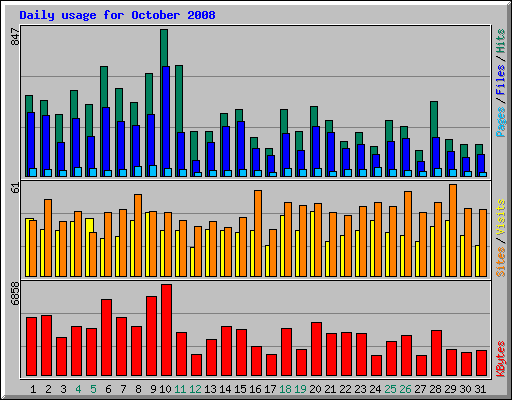 Daily usage for October 2008
847
Pages / Files / Hits
61
Sites / Visits
6858
KBytes
1 2 3 4 5 6 7 8 9 10 11 12 13 14 15 16 17 18 19 20 21 22 23 24 25 26 27 28 29 30 31